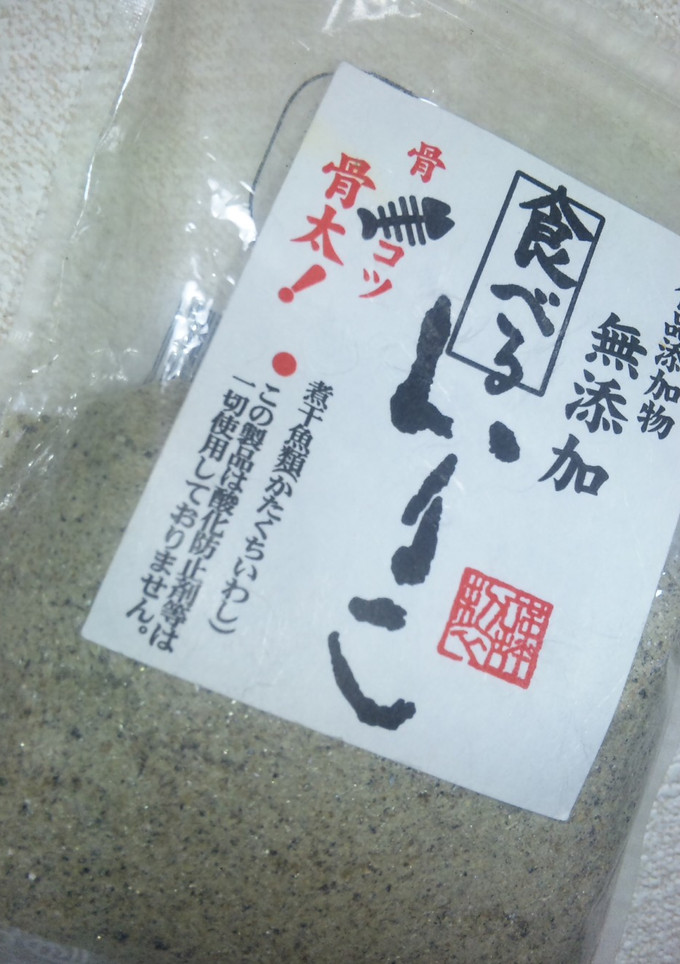 品添加物
無添加
食べる
いりこ
骨コツ
骨太!
煮干魚類(かたくちいわし)
●この製品は酸化防止剤等は
一切使用しておりません。